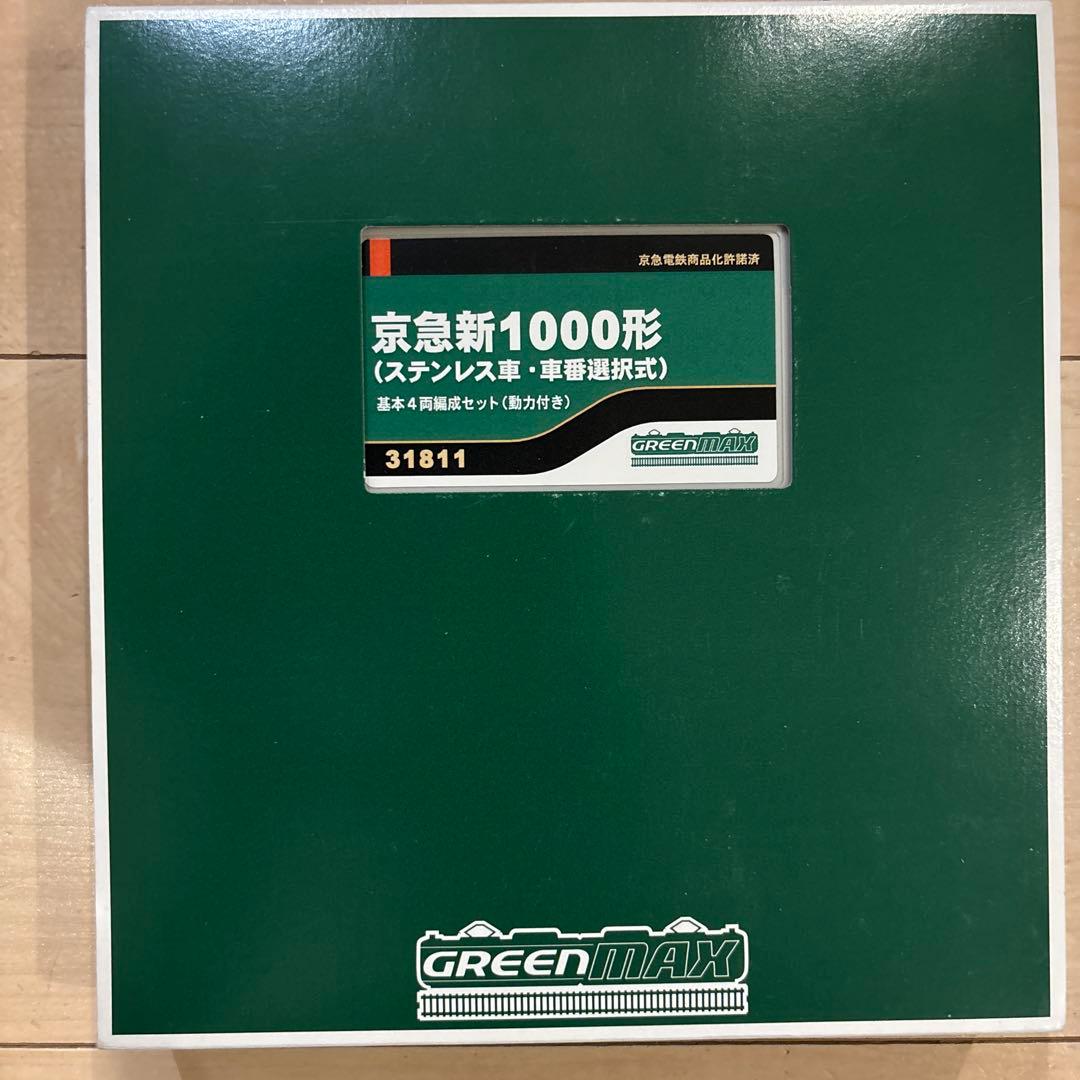 京急電鉄商品化許諾済
京急新1000形
(ステンレス車・車番選択式)
基本4両編成セット(動力付き)
31811
GREENMAX
GREENMAX